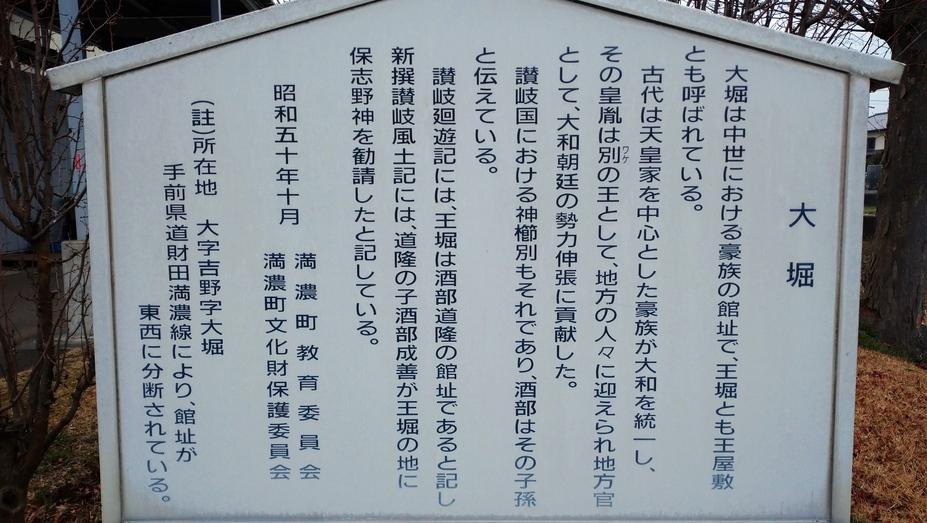 大堀
大堀は中世における豪族の館址で、王堀とも王屋敷
とも呼ばれている。
古代は天皇家を中心とした豪族が大和を統一し、
その皇胤は別の王として、地方の人々に迎えられ地方官
ワケ
として、大和朝廷の勢力伸張に貢献した。
讃岐国における神櫛別もそれであり、酒部はその子孫
と伝えている。
讃岐廻遊記には、王堀は酒部道隆の館址であると記し
新撰讃岐風土記には、道隆の子酒部成善が王堀の地に
保志野神を勧請したと記している。
昭和五十年十月
満濃町教育委員会
満濃町文化財保護委員会
(註)所在地 大字吉野字大堀
手前県道財田満濃線により、館址が
東西に分断されている。